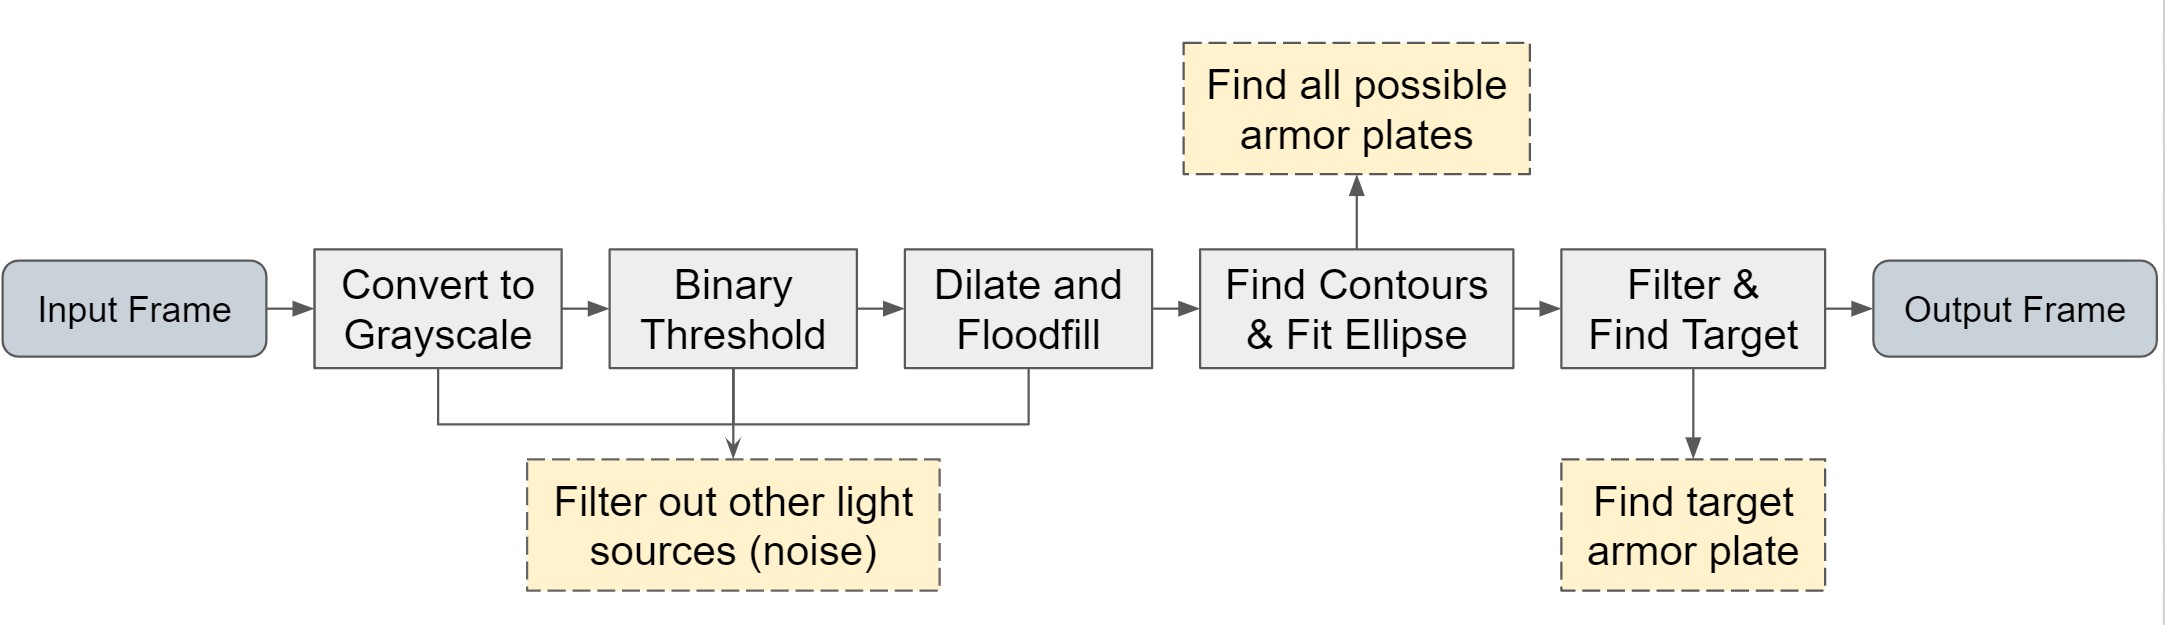 Find all possible
armor plates
Input Frame
Convert to
Grayscale
Binary
Threshold
Dilate and
Floodfill
Find Contours
& Fit Ellipse
Filter &
Find Target
Output Frame
Filter out other light
sources (noise)
Find target
armor plate